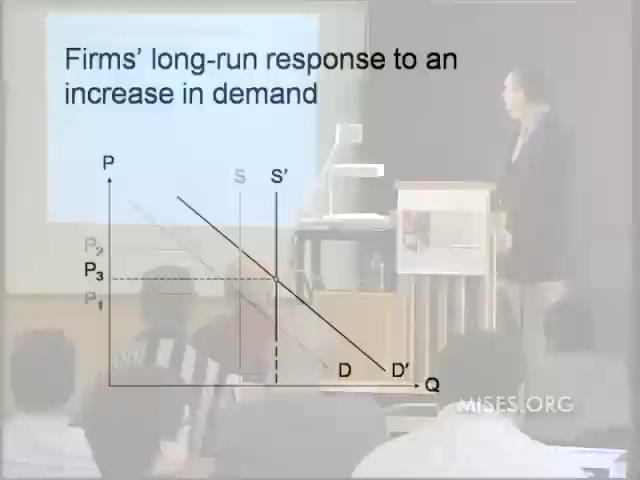 Firms' long-run response to an
increase in demand
P
S
S'
P₂
P₃
P₁
D
D'
Q
MISES.ORG